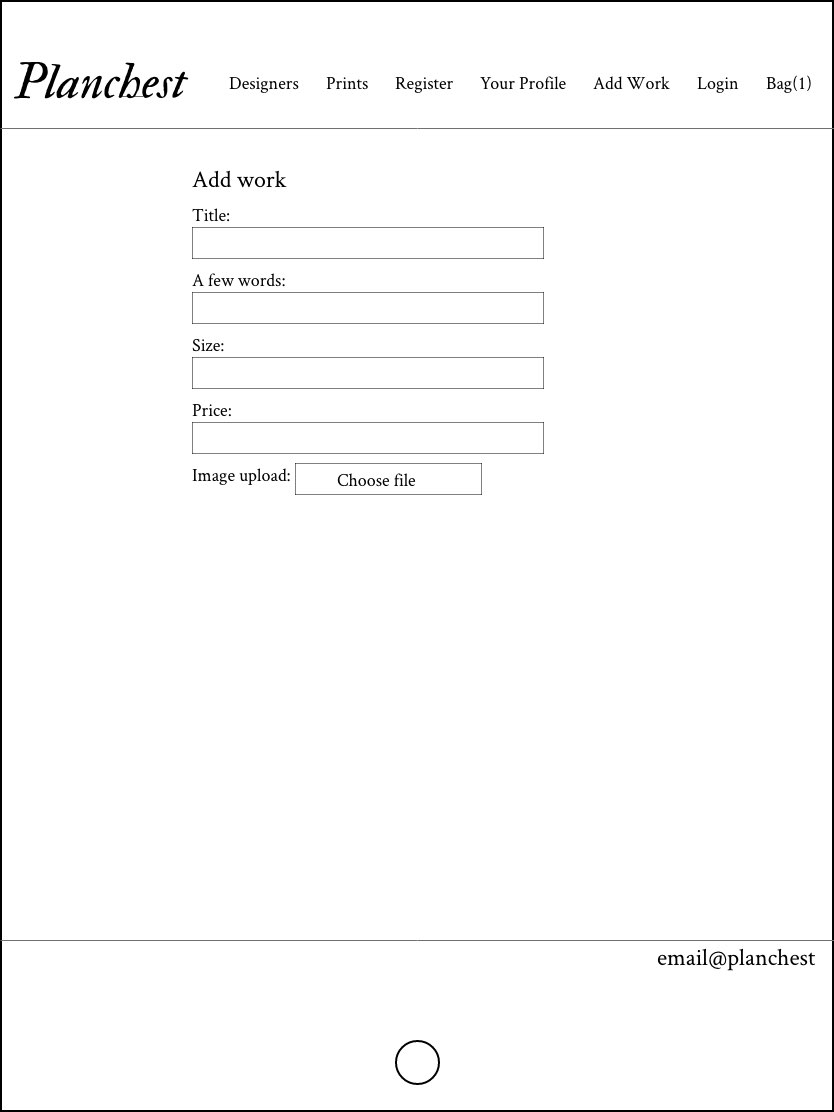 Planchest Designers Prints Register Your Profile Add Work Login Bag(1)
Add work
Title:
A few words:
Size:
Price:
Image upload: Choose file
email@planchest